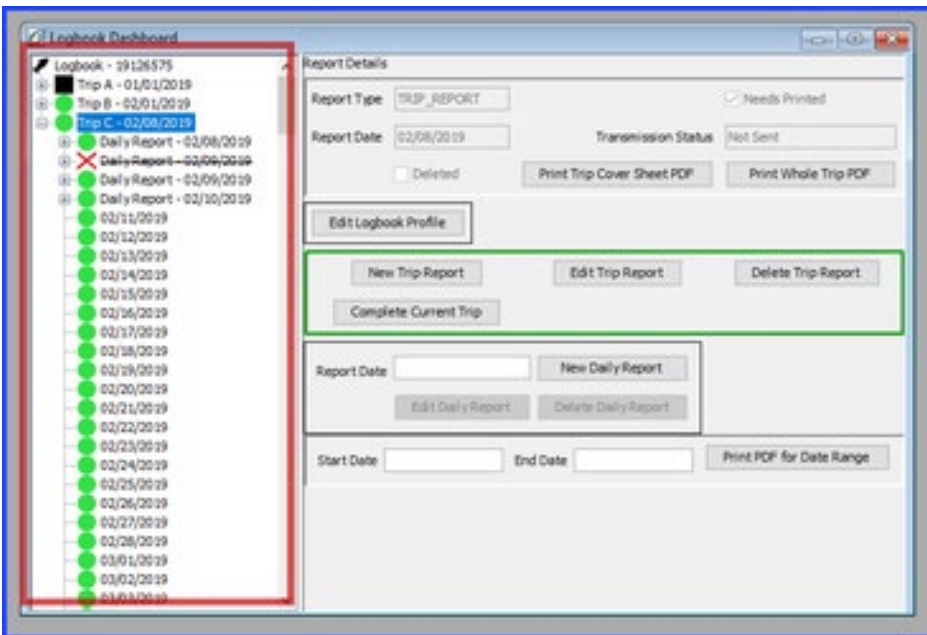 Logbook Dashboard
Logbook - 19126575
Trip A - 01/01/2019
Trip B - 02/01/2019
Trip C - 02/08/2019
Daily Report - 02/08/2019
Daily Report - 02/09/2019
Daily Report - 02/09/2019
Daily Report - 02/10/2019
02/11/2019
02/12/2019
02/13/2019
02/14/2019
02/15/2019
02/16/2019
02/17/2019
02/18/2019
02/19/2019
02/20/2019
02/21/2019
02/22/2019
02/23/2019
02/24/2019
02/25/2019
02/26/2019
02/27/2019
02/28/2019
03/01/2019
03/02/2019
03/03/2019
Report Details
Report Type TRIP_REPORT Needs Printed
Report Date 02/08/2019 Transmission Status Not Sent
Deleted Print Trip Cover Sheet PDF Print Whole Trip PDF
Edit Logbook Profile
New Trip Report Edit Trip Report Delete Trip Report
Complete Current Trip
Report Date New Daily Report
Edit Daily Report Delete Daily Report
Start Date End Date Print PDF for Date Range